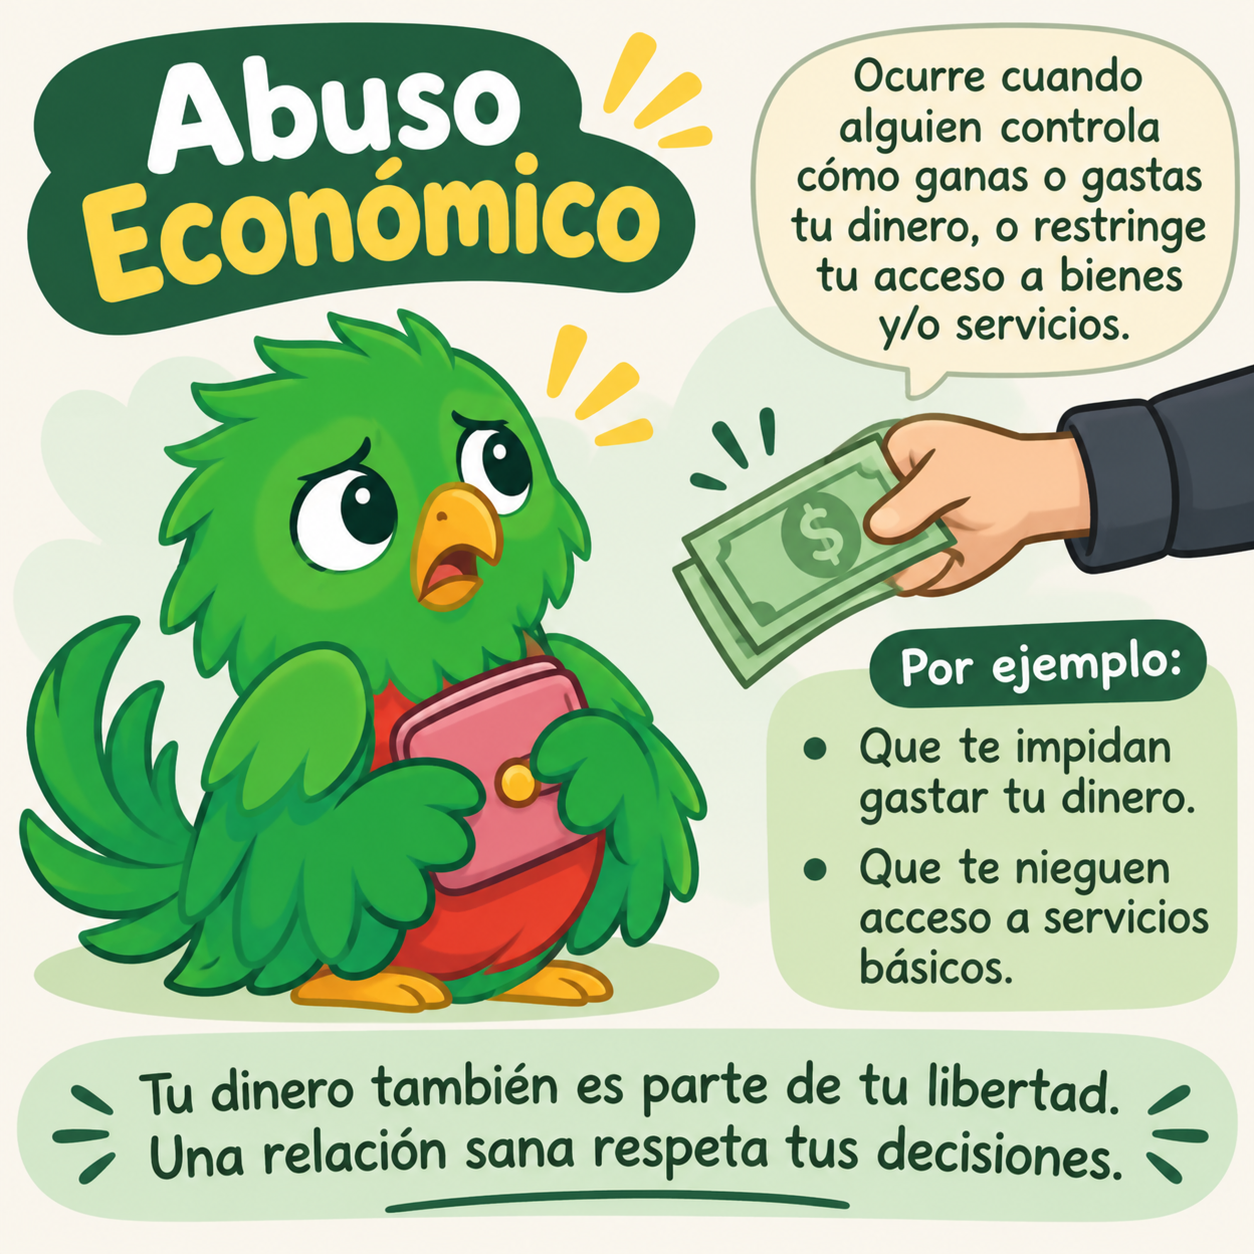 Abuso
Económico
Ocurre cuando
alguien controla
cómo ganas o gastas
tu dinero, o restringe
tu acceso a bienes
y/o servicios.
$
Por ejemplo:
• Que te impidan
gastar tu dinero.
• Que te nieguen
acceso a servicios
básicos.
Tu dinero también es parte de tu libertad.
Una relación sana respeta tus decisiones.